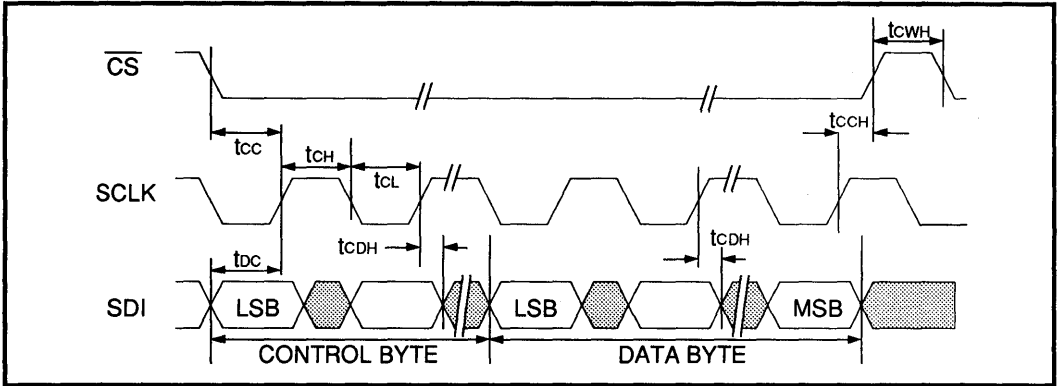 tCWH
CS
tCCH
tCC
tCH
tCL
SCLK
tCDH
tCDH
tDC
SDI
LSB
LSB
MSB
CONTROL BYTE
DATA BYTE